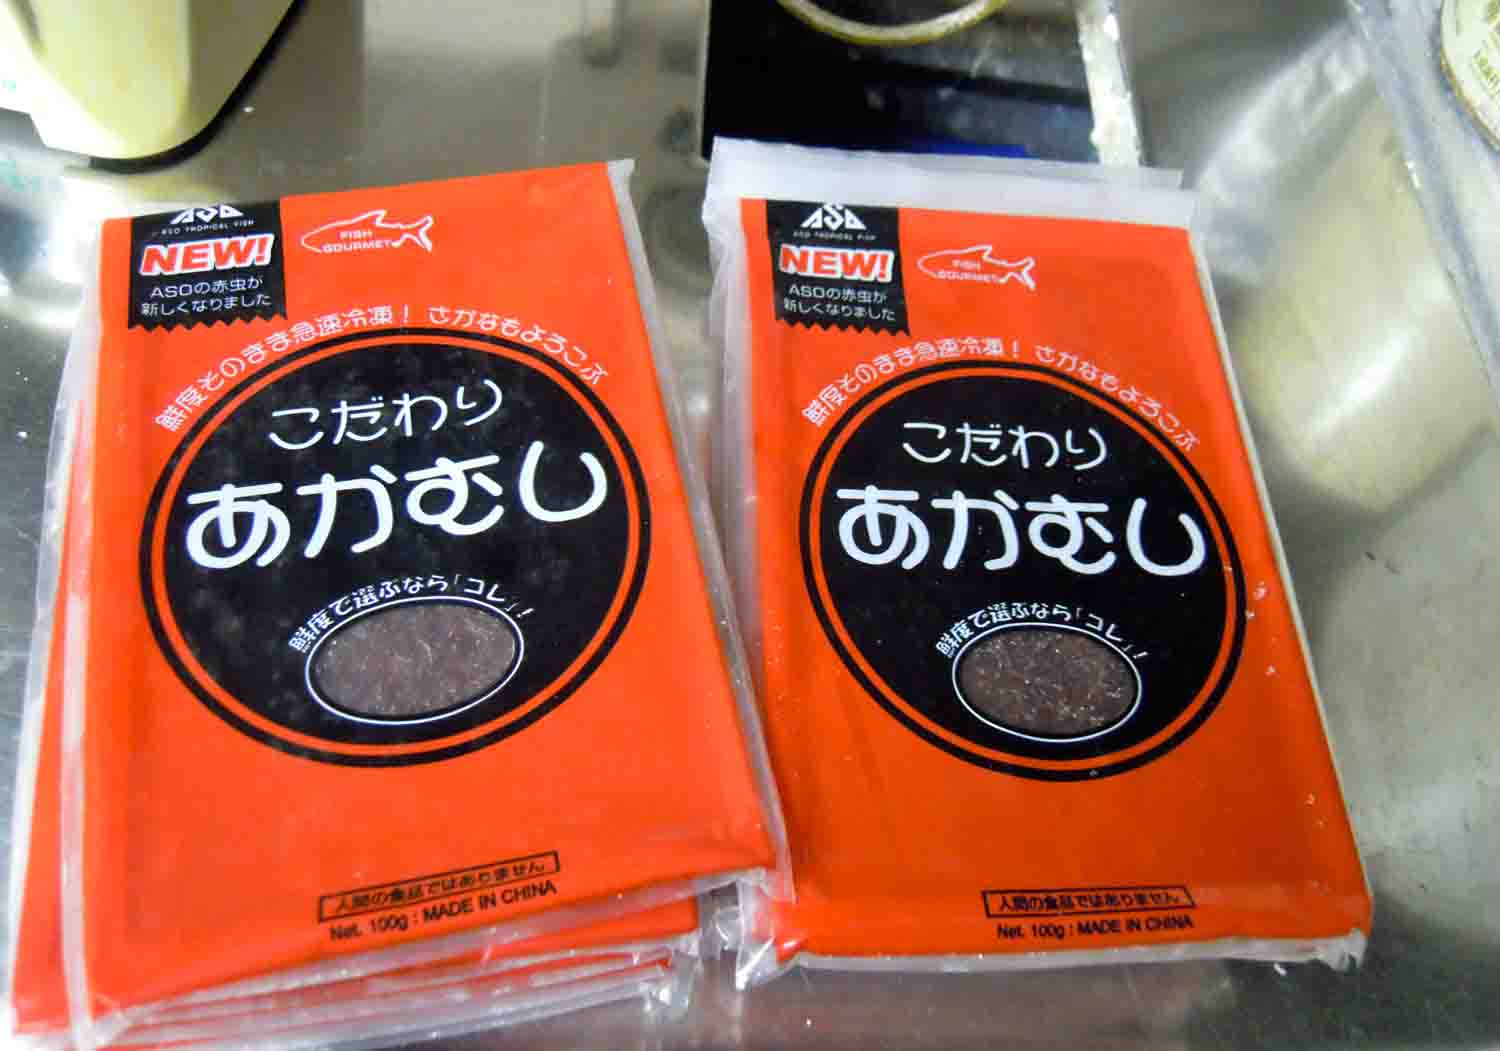 ASO
ASO TROPICAL FISH
NEW!
ASOの赤虫が
新しくなりました
FISH
GOURMET
鮮度そのまま急速冷凍！ さかなもよろこぶ
こだわり
あかむし
鮮度で選ぶなら「コレ」!
人間の食品ではありません
Net. 100g : MADE IN CHINA
ASO
ASO TROPICAL FISH
NEW!
ASOの赤虫が
新しくなりました
FISH
GOURMET
鮮度そのまま急速冷凍！ さかなもよろこぶ
こだわり
あかむし
鮮度で選ぶなら「コレ」!
人間の食品ではありません
Net. 100g : MADE IN CHINA